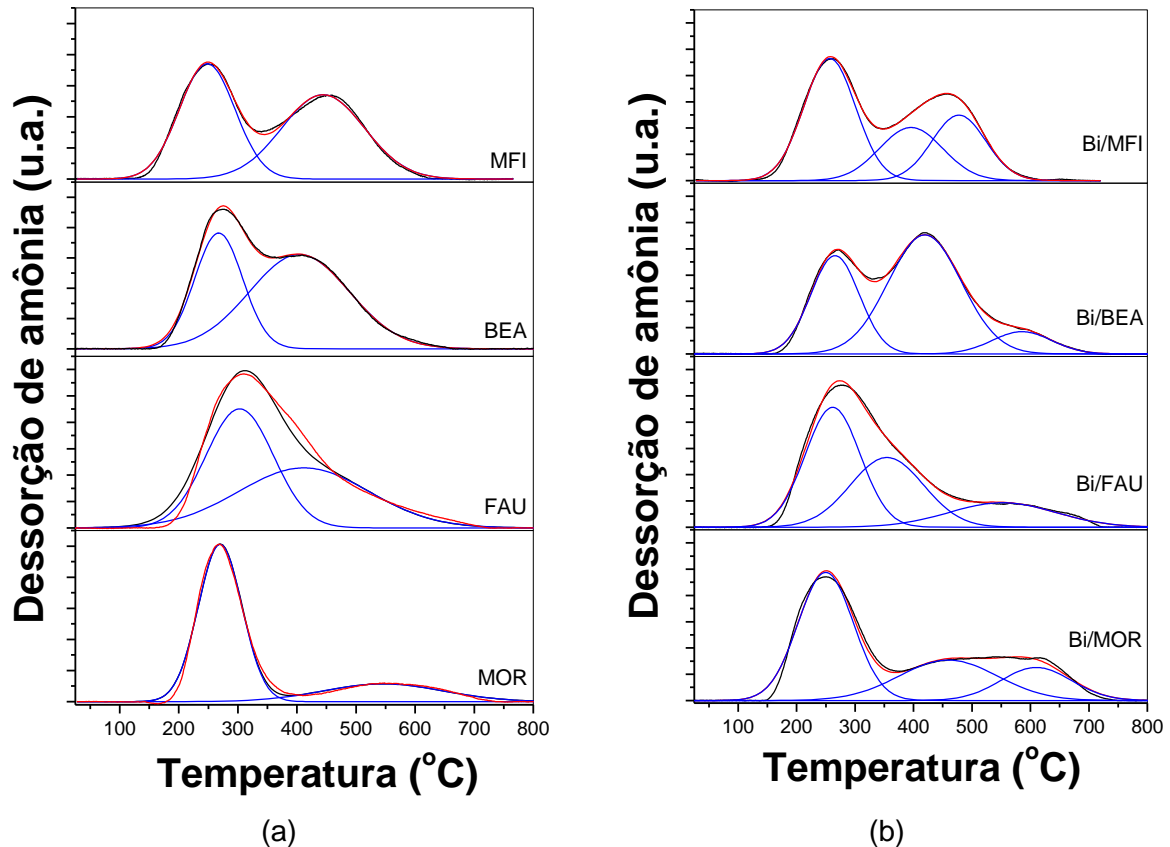 Dessorção de amônia (u.a.)
MFI
BEA
FAU
MOR
100 200 300 400 500 600 700 800
Temperatura (°C)
(a)
Dessorção de amônia (u.a.)
Bi/MFI
Bi/BEA
Bi/FAU
Bi/MOR
100 200 300 400 500 600 700 800
Temperatura (°C)
(b)